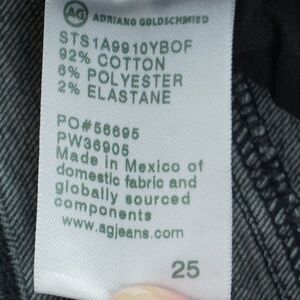 AG ADRIANO GOLDSCHMIED
STS1A9910YBOF
92% COTTON
6% POLYESTER
2% ELASTANE
PO#56695
PW36905
Made in Mexico of
domestic fabric and
globally sourced
components
www.agjeans.com
25